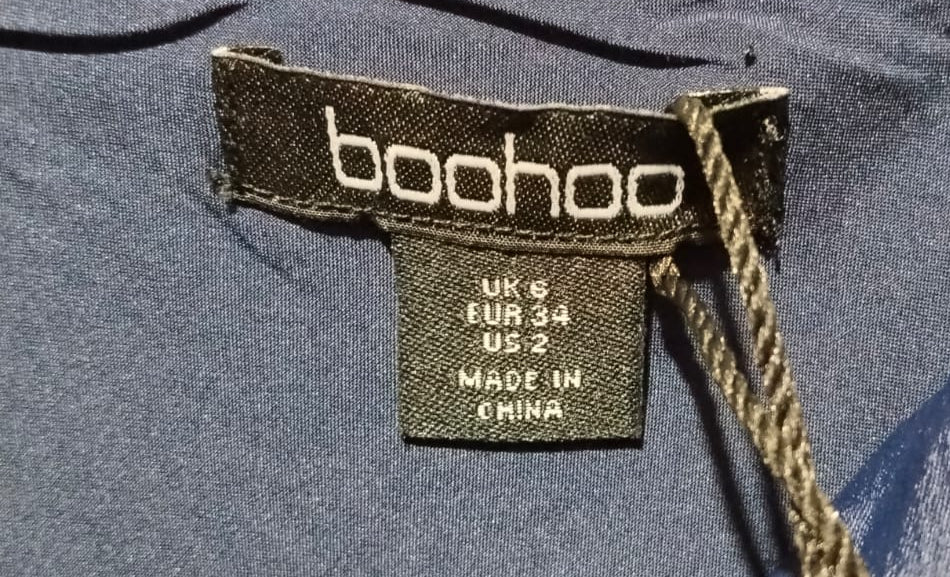 boohoo
UK 6
EUR 34
US 2
MADE IN
CHINA